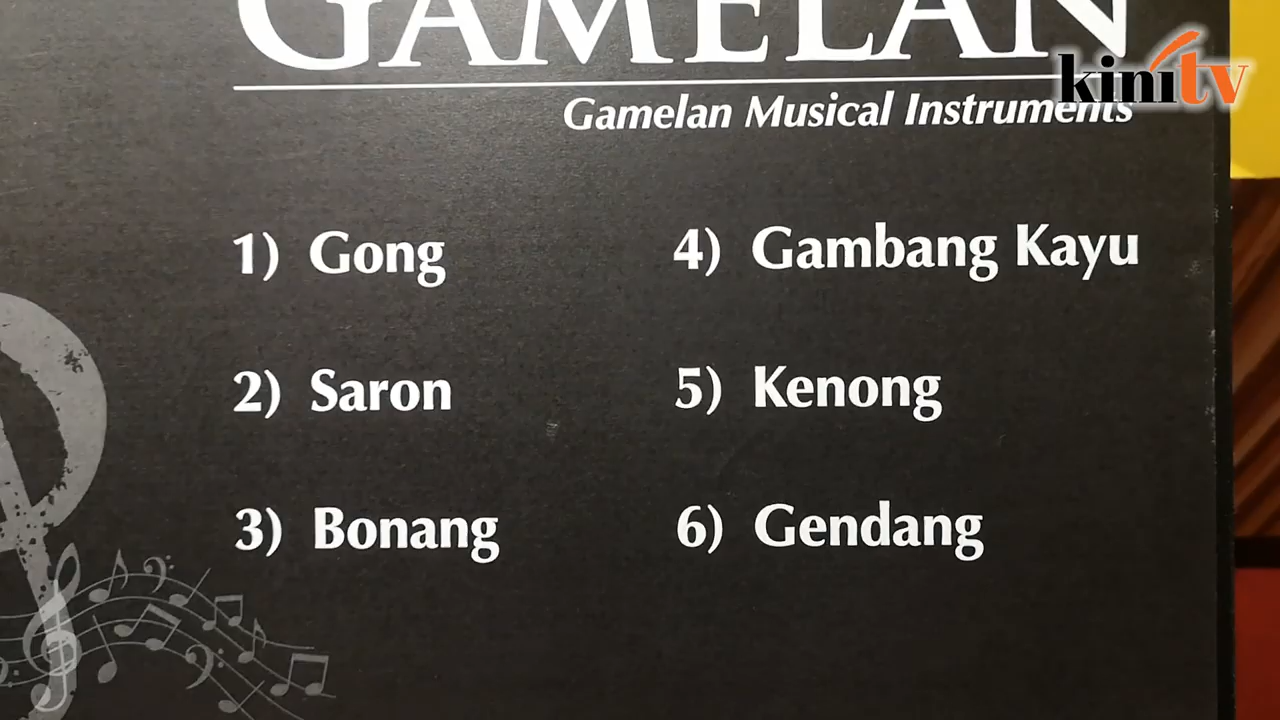 GAMELAN
kinitv
Gamelan Musical Instruments
1) Gong
2) Saron
3) Bonang
4) Gambang Kayu
5) Kenong
6) Gendang